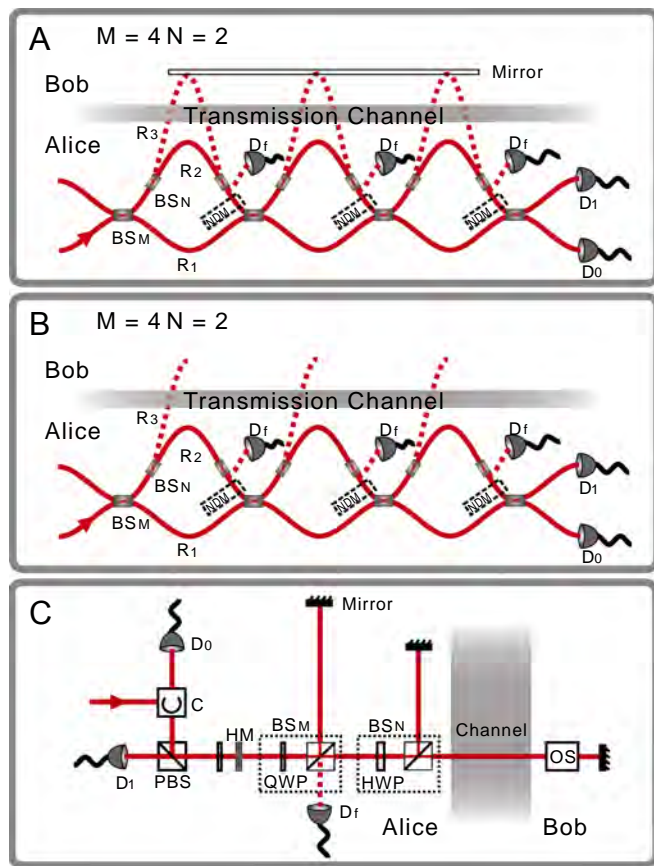 A M = 4 N = 2
Mirror
Bob
Transmission Channel
Alice
R3
R2
Df
Df
Df
BSN
NDM
NDM
NDM
D1
BSM
R1
D0
B M = 4 N = 2
Bob
Transmission Channel
R3
Alice
R2
Df
Df
Df
BSN
NDM
NDM
NDM
D1
BSM
R1
D0
C
Mirror
D0
C
HM
BSM
BSN
Channel
OS
D1
PBS
QWP
HWP
Df
Alice
Bob